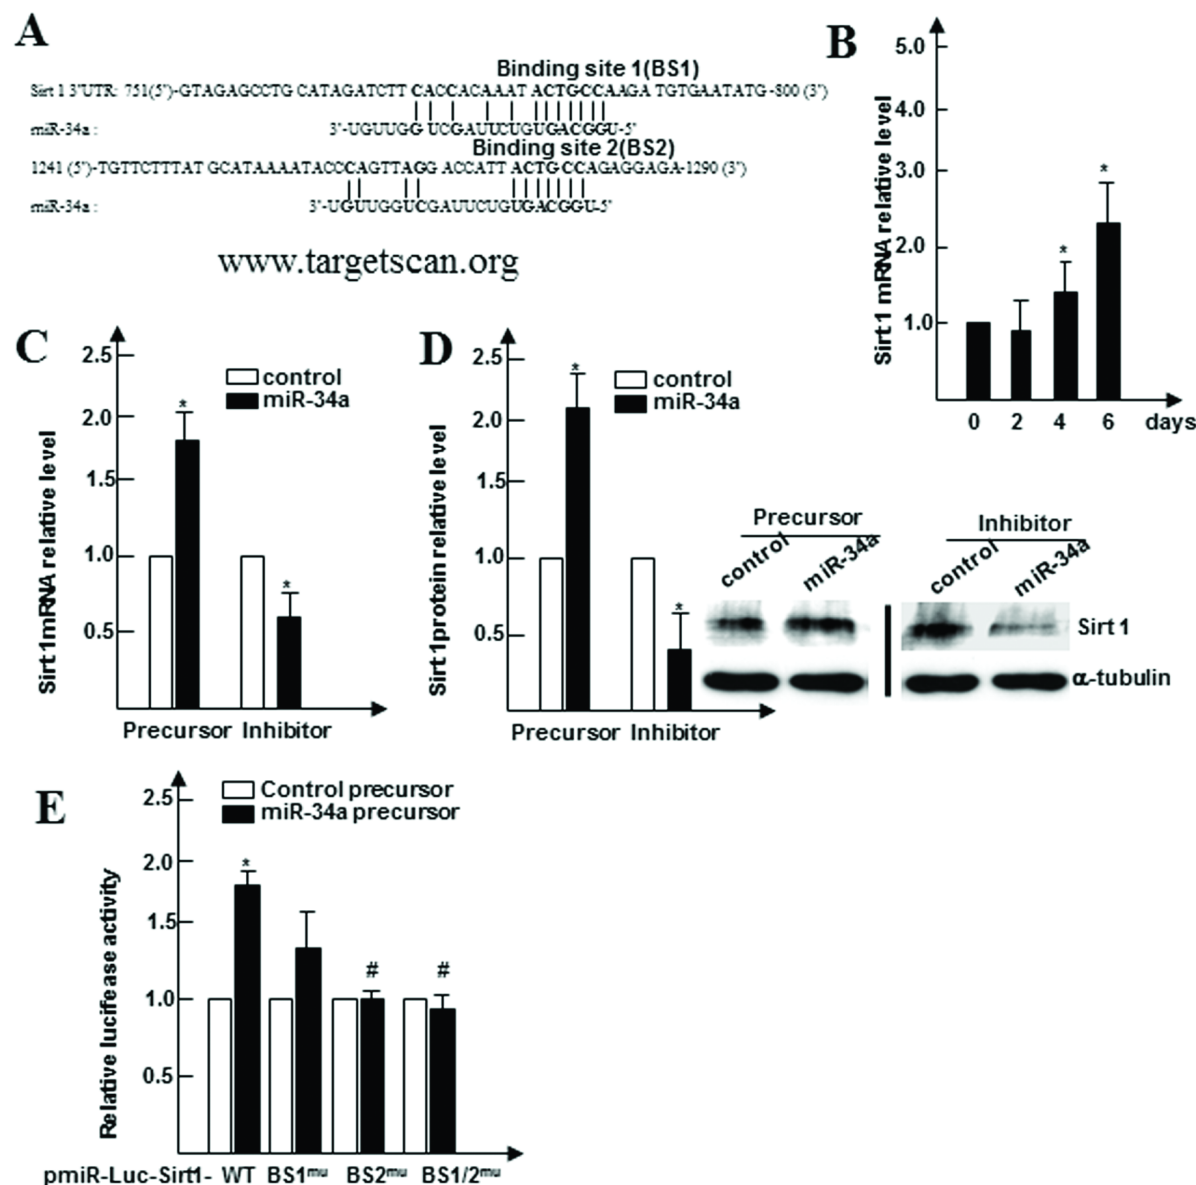 A
Binding site 1(BS1)
Sirt 1 3'UTR: 751(5')-GTAGAGCCTG CATAGATCTT CACCACAAAT ACTGCCAAGA TGTGAATATG -800 (3')
miR-34a : 3'-UGUUGG UCGAUUCUGUGACGGU-5'
Binding site 2(BS2)
1241 (5')-TGTTCTTTAT GCATAAAATACCCAGTTAGG ACCATT ACTGCCAGAGGAGA-1290 (3')
miR-34a : 3'-UGUUGGUCGAUUCUGUGACGGU-5'
www.targetscan.org
B
Sirt 1 mRNA relative level
5.0
4.0
3.0
2.0
1.0
*
*
0 2 4 6 days
C
Sirt1mRNA relative level
2.5
2.0
1.5
1.0
0.5
control
miR-34a
*
*
Precursor Inhibitor
D
Sirt1protein relative level
2.5
2.0
1.5
1.0
0.5
control
miR-34a
*
*
Precursor Inhibitor
Precursor
control miR-34a
Inhibitor
control miR-34a
Sirt 1
α-tubulin
E
Relative lucifease activity
2.5
2.0
1.5
1.0
0.5
Control precursor
miR-34a precursor
*
# #
pmiR-Luc-Sirt1- WT BS1mu BS2mu BS1/2mu